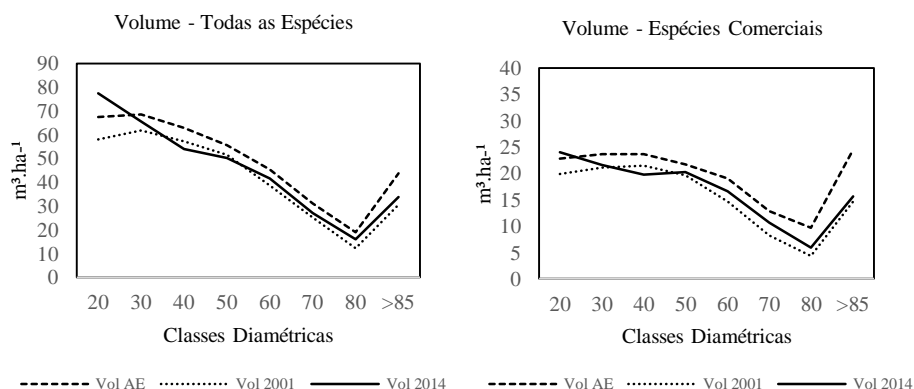 Volume - Todas as Espécies
m³.ha-¹
90
80
70
60
50
40
30
20
10
0
20 30 40 50 60 70 80 >85
Classes Diamétricas
Vol AE Vol 2001 Vol 2014
Volume - Espécies Comerciais
m³.ha-¹
40
35
30
25
20
15
10
5
0
20 30 40 50 60 70 80 >85
Classes Diamétricas
Vol AE Vol 2001 Vol 2014